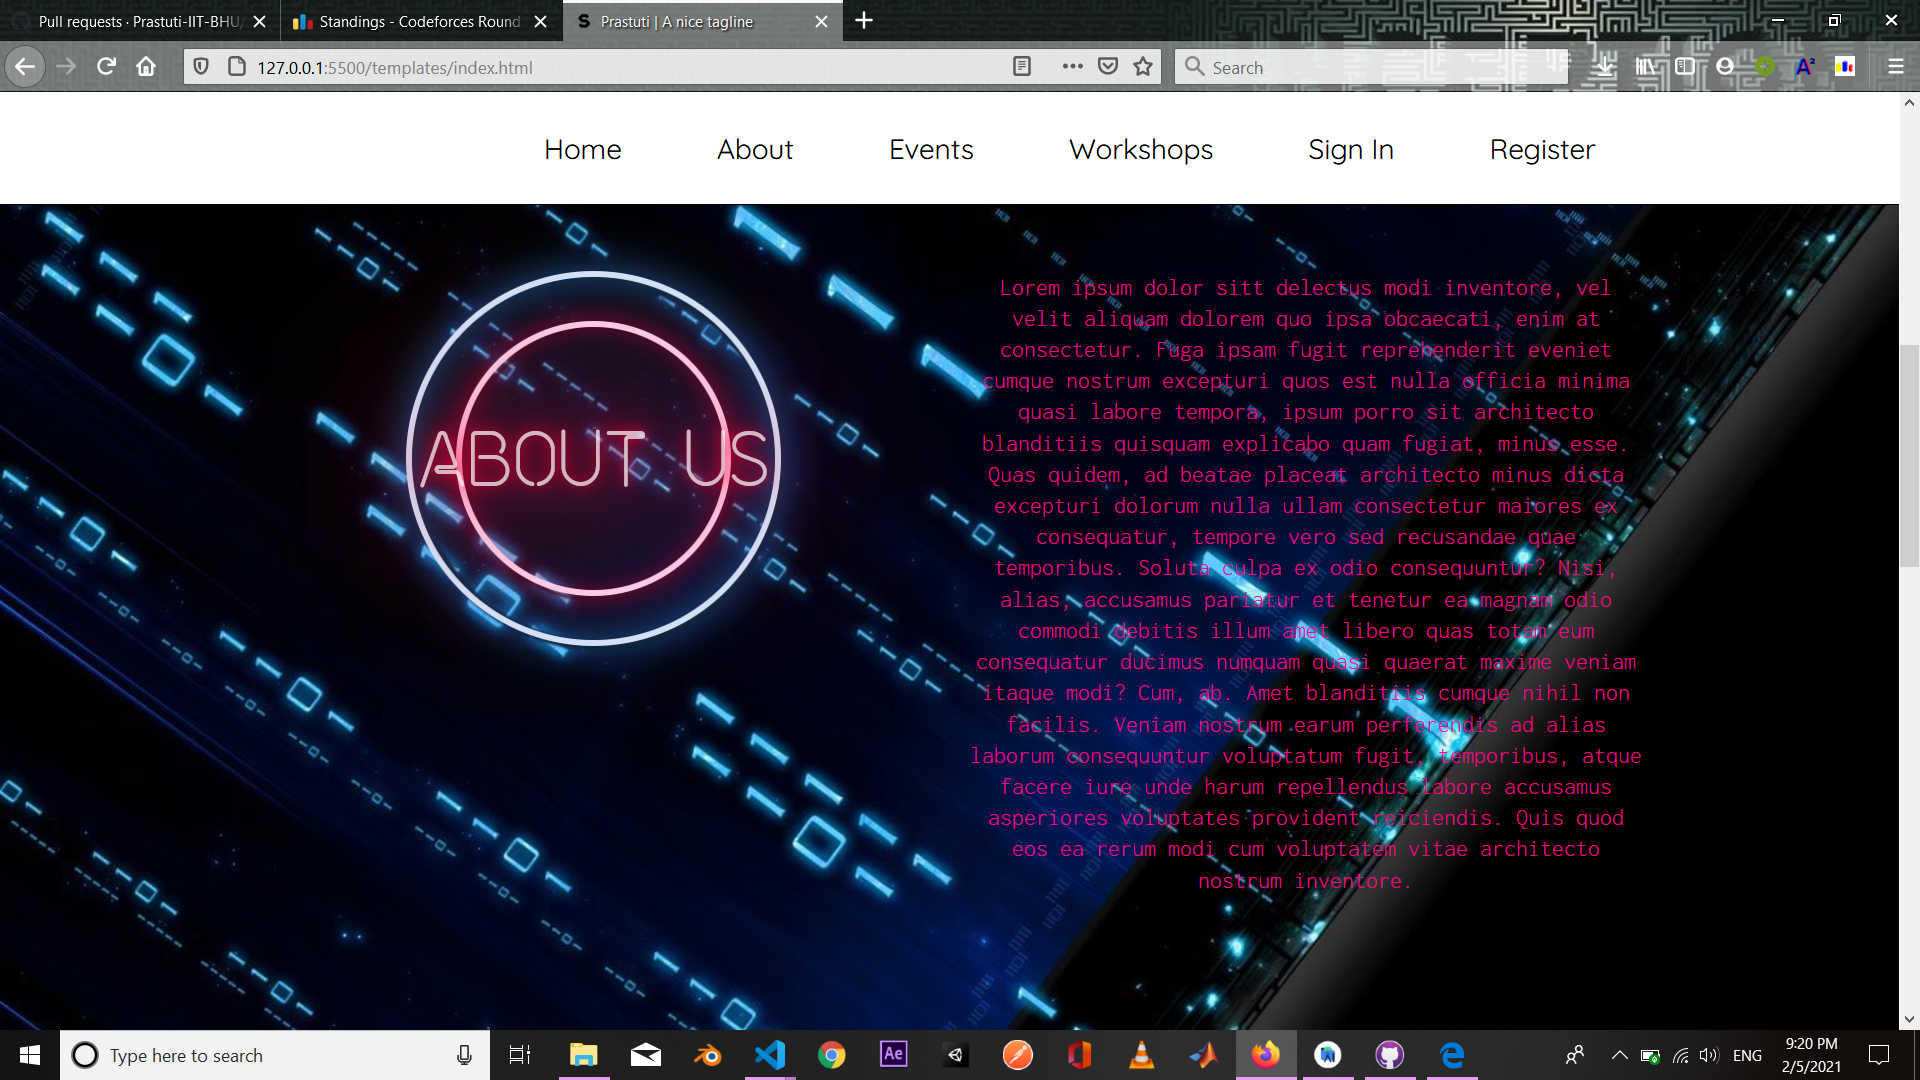 Pull requests · Prastuti-IIT-BHU/
Standings - Codeforces Round
Prastuti | A nice tagline
127.0.0.1:5500/templates/index.html
Search
Home
About
Events
Workshops
Sign In
Register
ABOUT US
Lorem ipsum dolor sitt delectus modi inventore, vel
velit aliquam dolorem quo ipsa obcaecati, enim at
consectetur. Fuga ipsam fugit reprehenderit eveniet
cumque nostrum excepturi quos est nulla officia minima
quasi labore tempora, ipsum porro sit architecto
blanditiis quisquam explicabo quam fugiat, minus esse.
Quas quidem, ad beatae placeat architecto minus dicta
excepturi dolorum nulla ullam consectetur maiores ex
consequatur, tempore vero sed recusandae quae
temporibus. Soluta culpa ex odio consequuntur? Nisi,
alias, accusamus pariatur et tenetur ea magnam odio
commodi debitis illum amet libero quas totam eum
consequatur ducimus numquam quasi quaerat maxime veniam
itaque modi? Cum, ab. Amet blanditiis cumque nihil non
facilis. Veniam nostrum earum perferendis ad alias
laborum consequuntur voluptatum fugit, temporibus, atque
facere iure unde harum repellendus labore accusamus
asperiores voluptates provident reiciendis. Quis quod
eos ea rerum modi cum voluptatem vitae architecto
nostrum inventore.
Type here to search
Ae
ENG
9:20 PM
2/5/2021